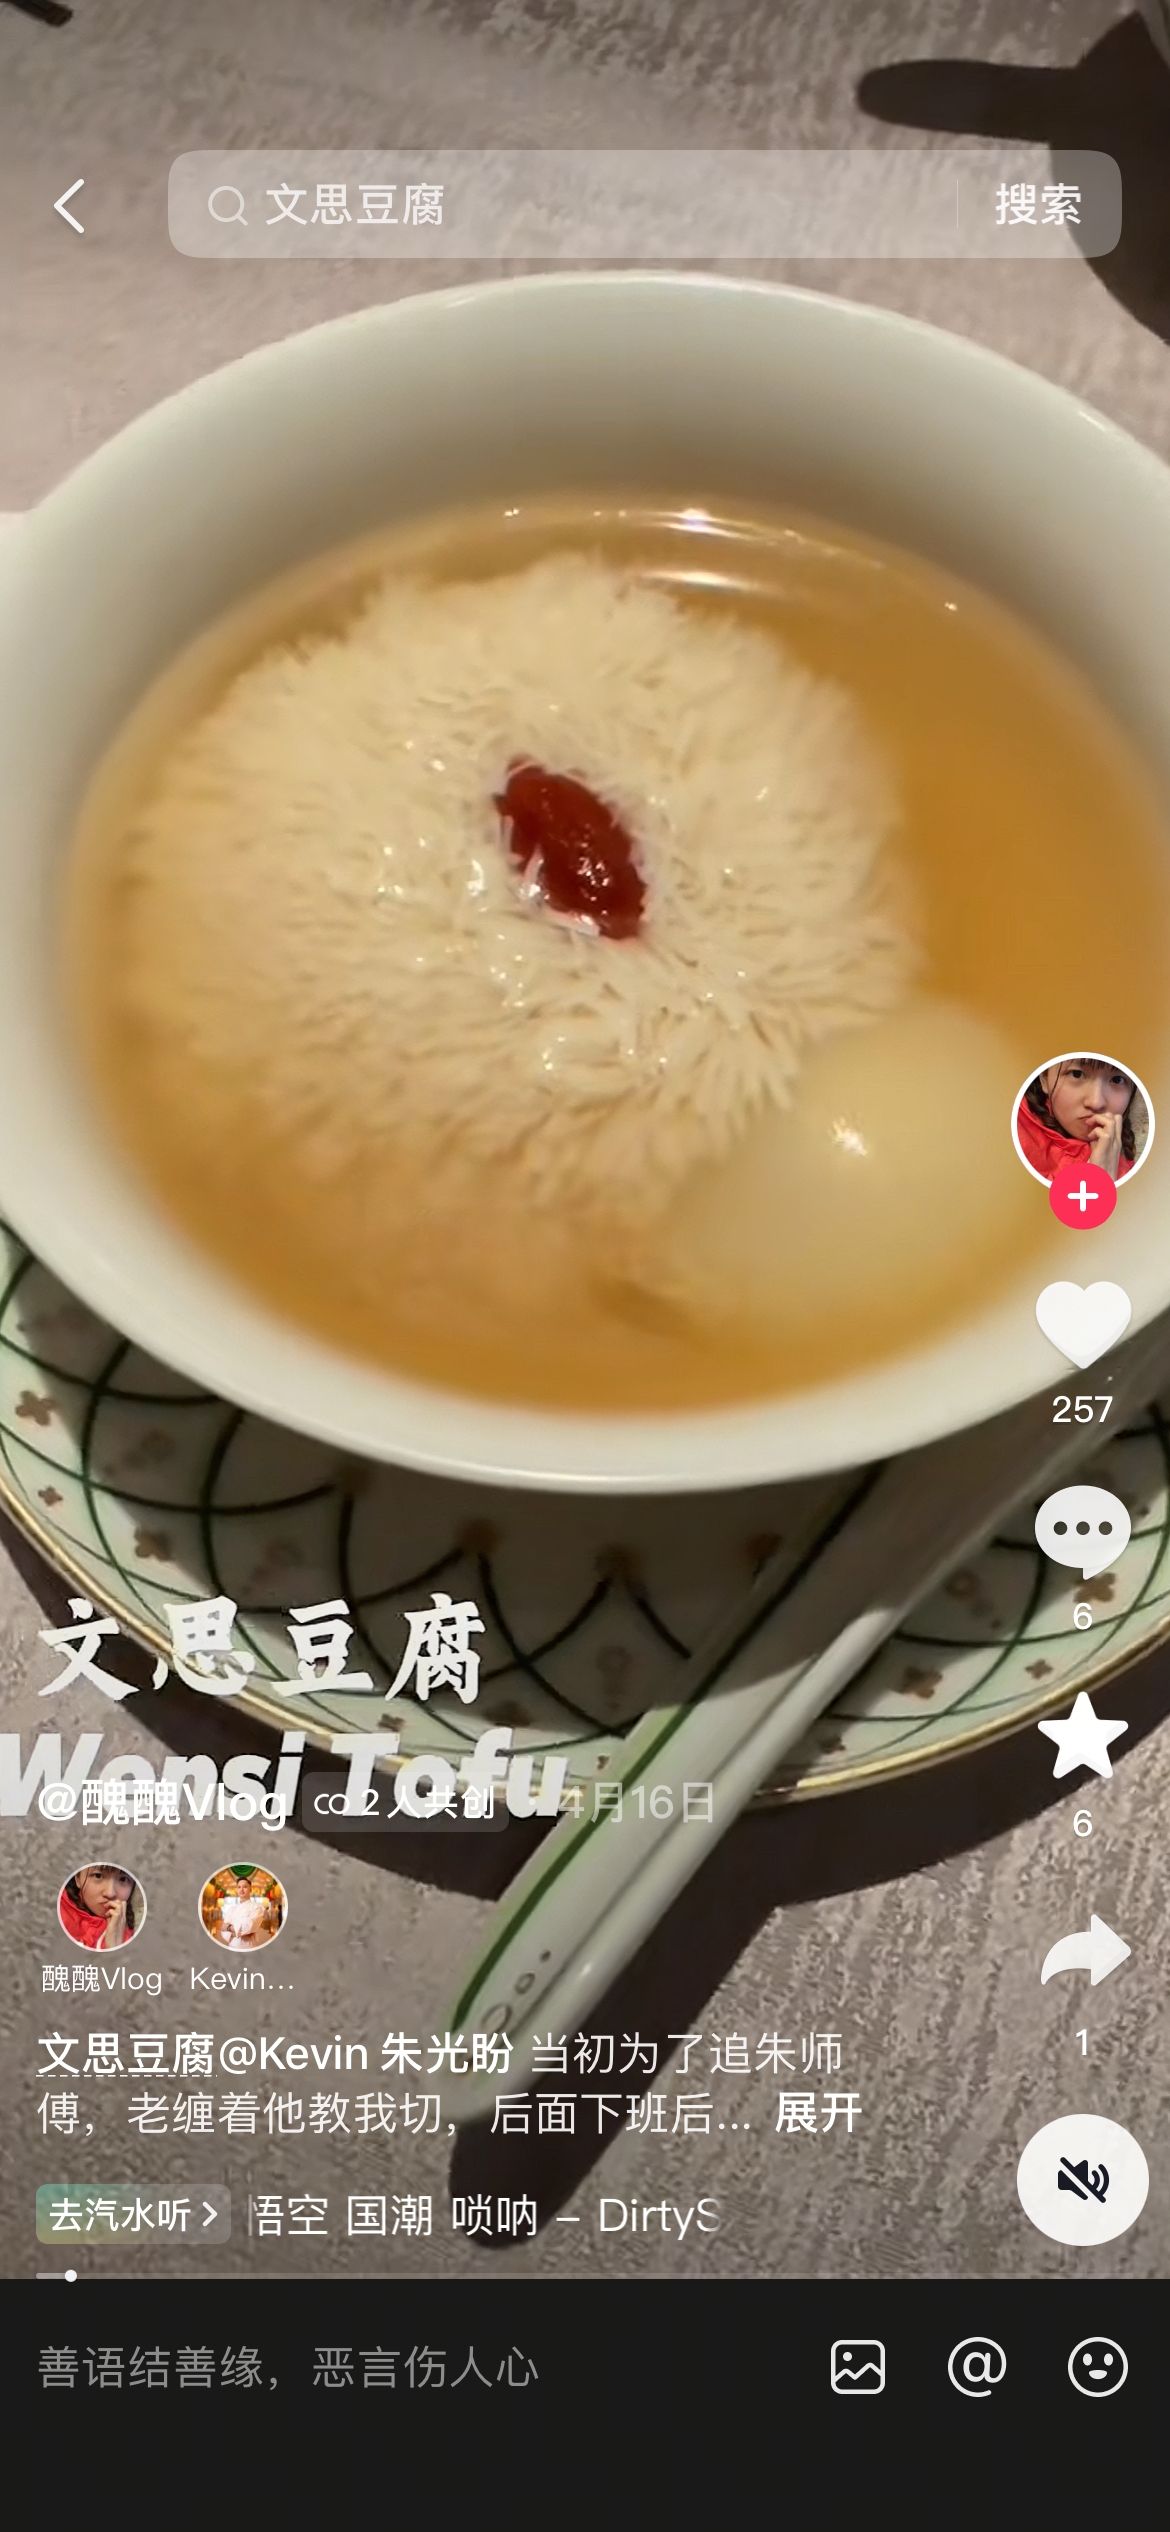 文思豆腐
搜索
257
6
6
1
文思豆腐
Wensi Tofu
@醜醜Vlog 2人共创 · 4月16日
醜醜Vlog Kevin...
文思豆腐@Kevin 朱光盼 当初为了追朱师
傅，老缠着他教我切，后面下班后... 展开
去汽水听 悟空 国潮 唢呐 – DirtyS
善语结善缘，恶言伤人心